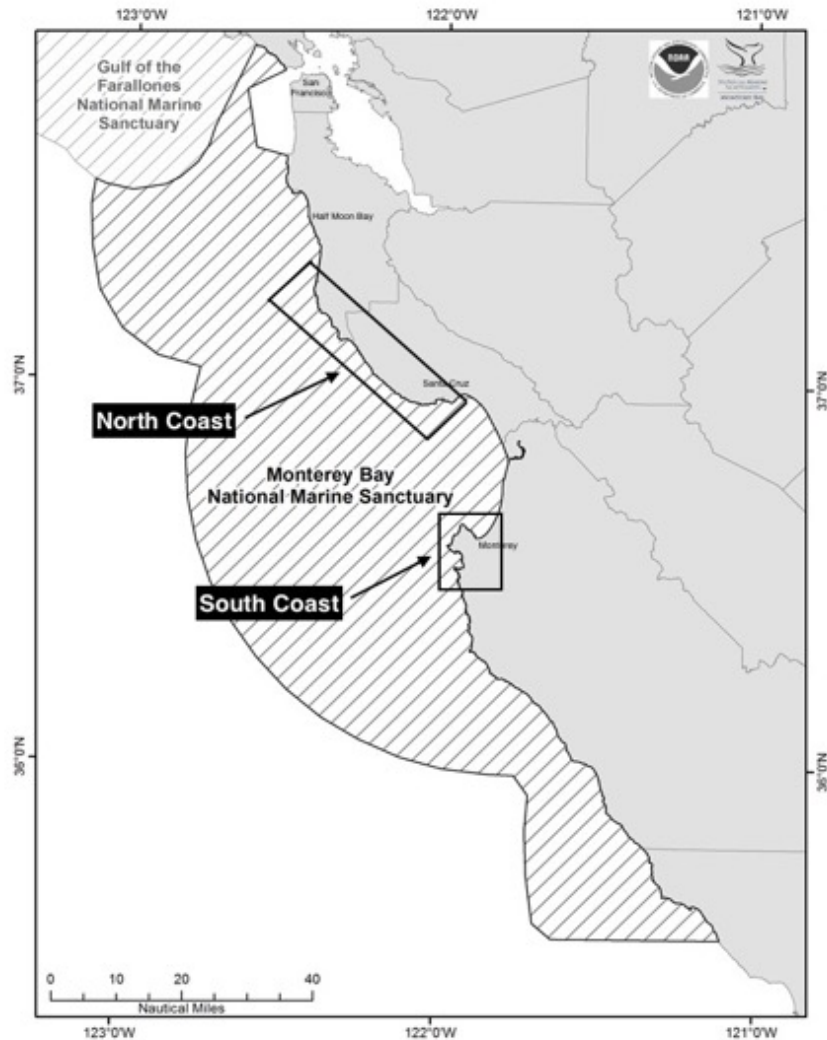 123°0'W
122°0'W
121°0'W
Gulf of the
Farallones
National Marine
Sanctuary
San
Francisco
NOAA
Half Moon Bay
37°0'N
37°0'N
Santa Cruz
North Coast
Monterey Bay
National Marine Sanctuary
Monterey
South Coast
36°0'N
36°0'N
0 10 20 30 40
Nautical Miles
123°0'W
122°0'W
121°0'W